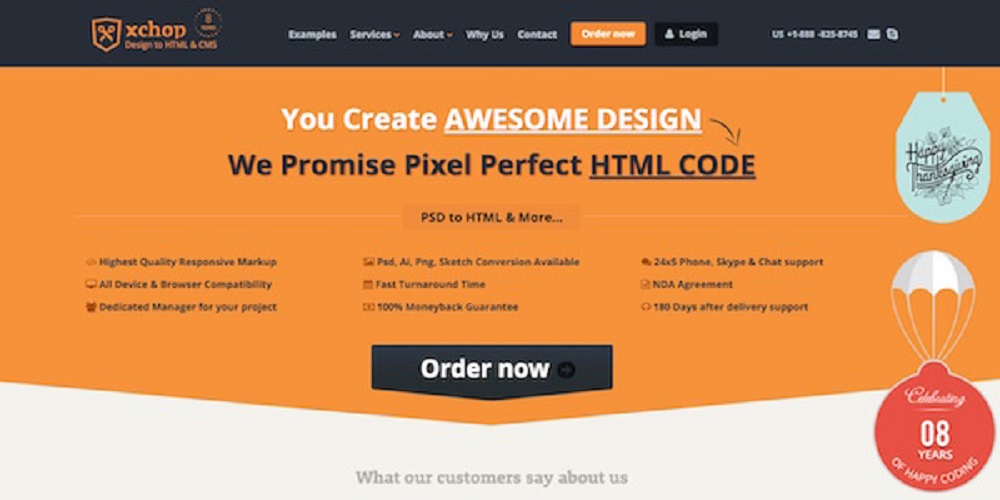 xchop
8
YEARS
Design to HTML & CMS
Examples Services About Why Us Contact Order now Login
US +1-888 -835-8745
You Create AWESOME DESIGN
We Promise Pixel Perfect HTML CODE
Happy
Thanksgiving
PSD to HTML & More...
Highest Quality Responsive Markup
Psd, Ai, Png, Sketch Conversion Available
24x5 Phone, Skype & Chat support
All Device & Browser Compatibility
Fast Turnaround Time
NDA Agreement
Dedicated Manager for your project
100% Moneyback Guarantee
180 Days after delivery support
Order now
Celebrating
08
YEARS
OF HAPPY CODING
What our customers say about us